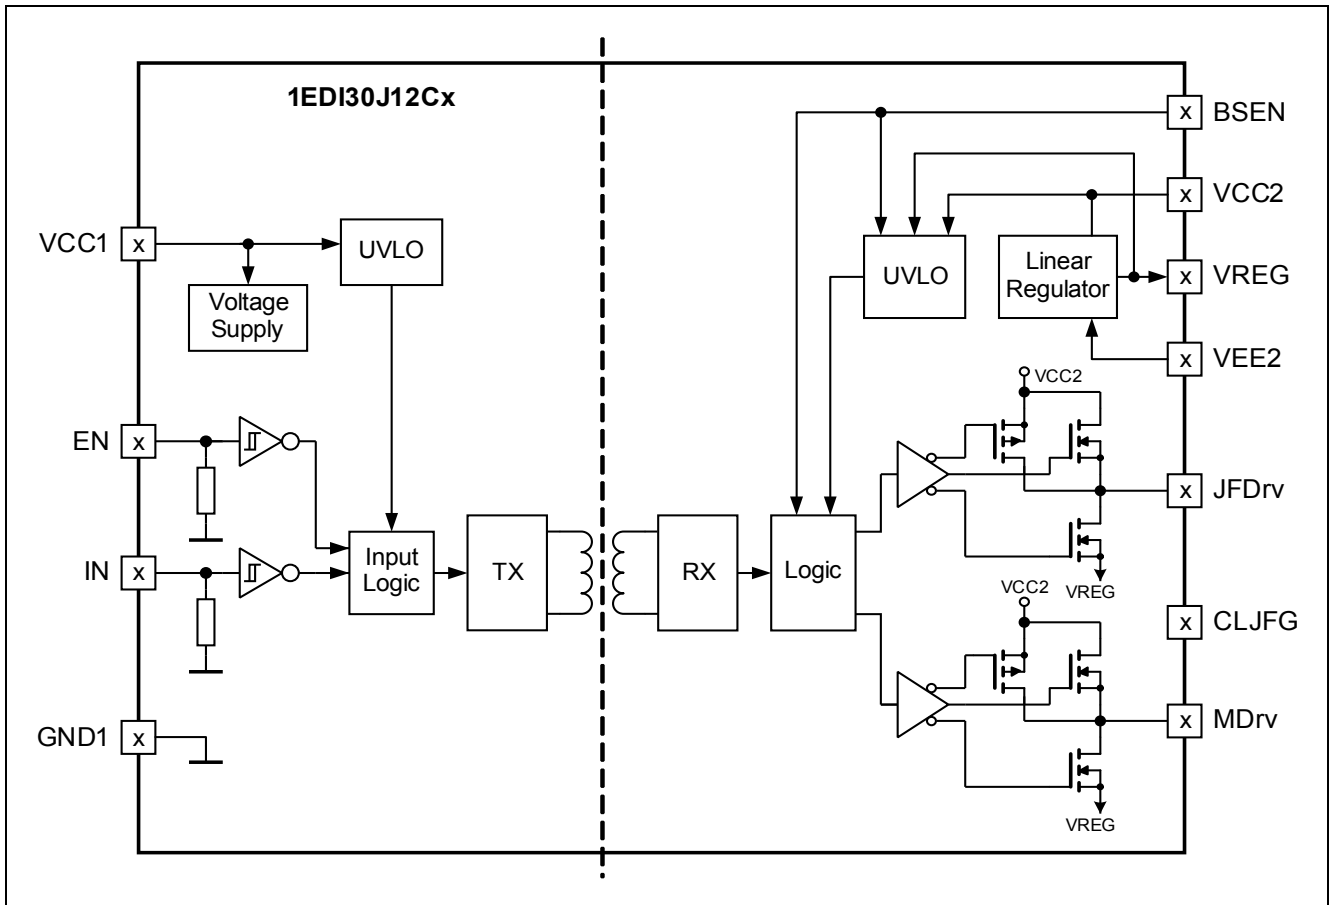 1EDI30J12Cx
x BSEN
x VCC2
VCC1 x
UVLO
UVLO
Linear
Regulator
x VREG
Voltage
Supply
x VEE2
VCC2
EN x
x JFDrv
IN x
Input
Logic
TX
RX
Logic
VREG
VCC2
x CLJFG
GND1 x
x MDrv
VREG